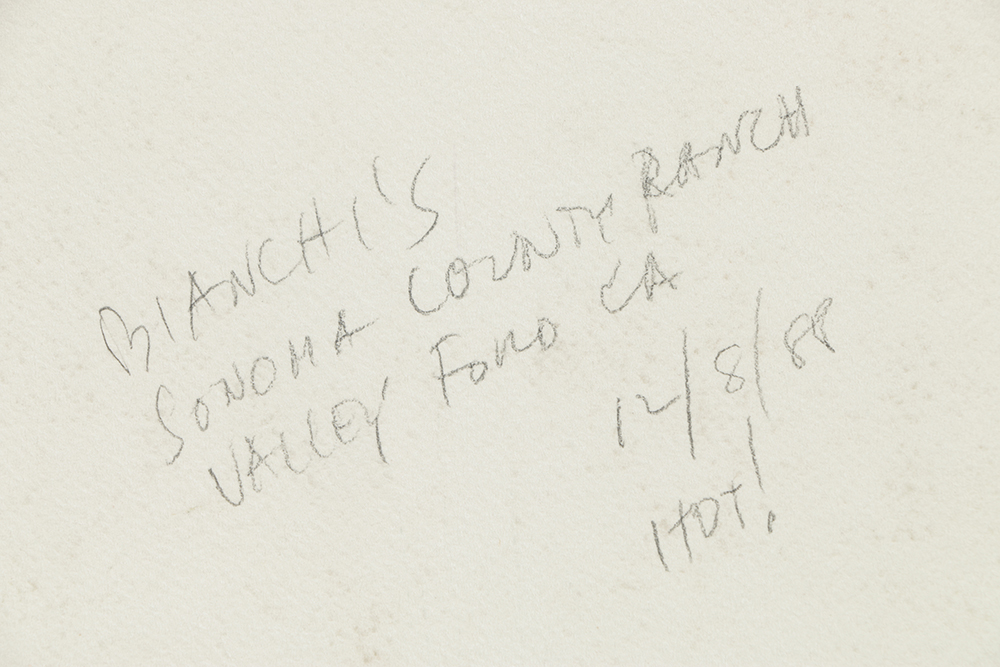 BIANCHI'S
SONOMA COUNTY RANCH
VALLEY FORD CA
12/8/88
HOT!